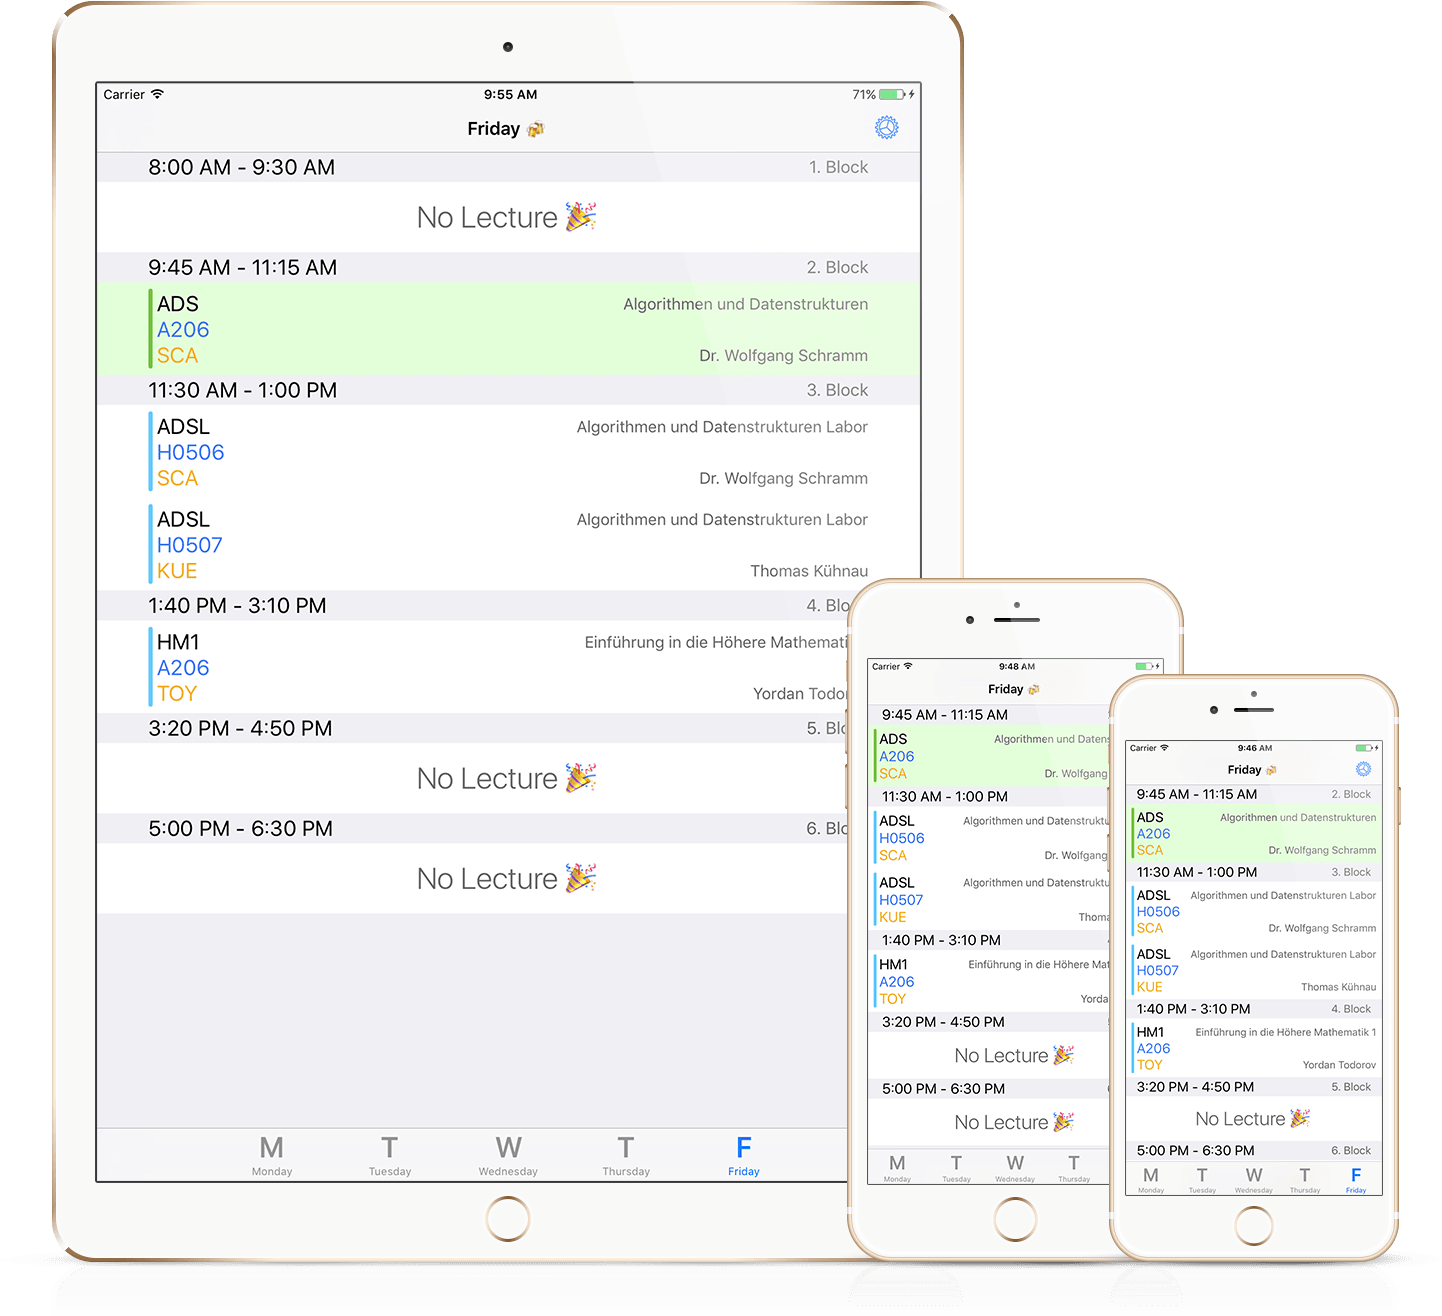 Carrier 9:55 AM 71%
Friday 🍻
8:00 AM - 9:30 AM 1. Block
No Lecture 🎉
9:45 AM - 11:15 AM 2. Block
ADS Algorithmen und Datenstrukturen
A206
SCA Dr. Wolfgang Schramm
11:30 AM - 1:00 PM 3. Block
ADSL Algorithmen und Datenstrukturen Labor
H0506
SCA Dr. Wolfgang Schramm
ADSL Algorithmen und Datenstrukturen Labor
H0507
KUE Thomas Kühnau
1:40 PM - 3:10 PM 4. Blo
HM1 Einführung in die Höhere Mathemati
A206
TOY Yordan Todo
3:20 PM - 4:50 PM 5. Blo
No Lecture 🎉
5:00 PM - 6:30 PM 6. Blo
No Lecture 🎉
M T W T F
Monday Tuesday Wednesday Thursday Friday
Carrier 9:48 AM
Friday 🍻
9:45 AM - 11:15 AM
ADS Algorithmen und Daten
A206
SCA Dr. Wolfgang
11:30 AM - 1:00 PM
ADSL Algorithmen und Datenstruktu
H0506
SCA Dr. Wolfgang
ADSL Algorithmen und Datenstruktu
H0507
KUE Thoma
1:40 PM - 3:10 PM
HM1 Einführung in die Höhere Mat
A206
TOY Yorda
3:20 PM - 4:50 PM
No Lecture 🎉
5:00 PM - 6:30 PM
No Lecture 🎉
M T W T
Monday Tuesday Wednesday Thursday
Carrier 9:46 AM
Friday 🍻
9:45 AM - 11:15 AM 2. Block
ADS Algorithmen und Datenstrukturen
A206
SCA Dr. Wolfgang Schramm
11:30 AM - 1:00 PM 3. Block
ADSL Algorithmen und Datenstrukturen Labor
H0506
SCA Dr. Wolfgang Schramm
ADSL Algorithmen und Datenstrukturen Labor
H0507
KUE Thomas Kühnau
1:40 PM - 3:10 PM 4. Block
HM1 Einführung in die Höhere Mathematik 1
A206
TOY Yordan Todorov
3:20 PM - 4:50 PM 5. Block
No Lecture 🎉
5:00 PM - 6:30 PM 6. Block
M T W T F
Monday Tuesday Wednesday Thursday Friday